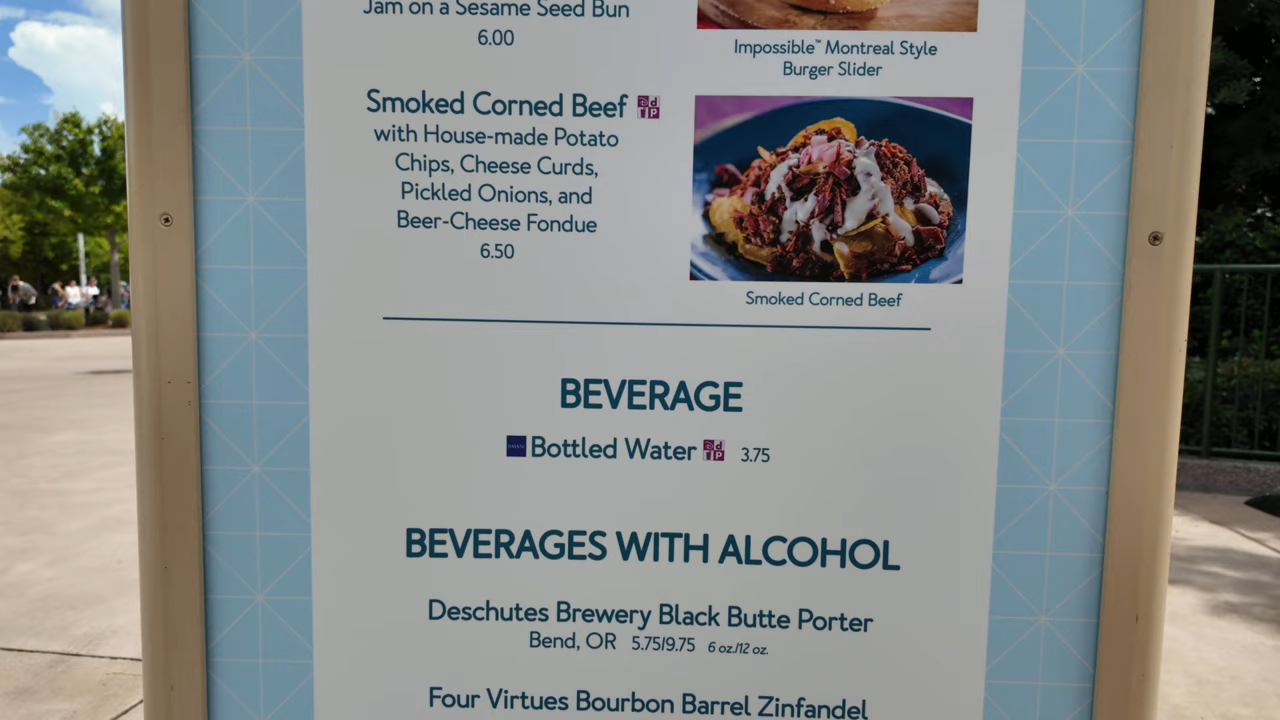 Jam on a Sesame Seed Bun
6.00
Impossible™ Montreal Style
Burger Slider
Smoked Corned Beef
with House-made Potato
Chips, Cheese Curds,
Pickled Onions, and
Beer-Cheese Fondue
6.50
Smoked Corned Beef
BEVERAGE
Bottled Water 3.75
BEVERAGES WITH ALCOHOL
Deschutes Brewery Black Butte Porter
Bend, OR 5.75/9.75 6 oz./12 oz.
Four Virtues Bourbon Barrel Zinfandel